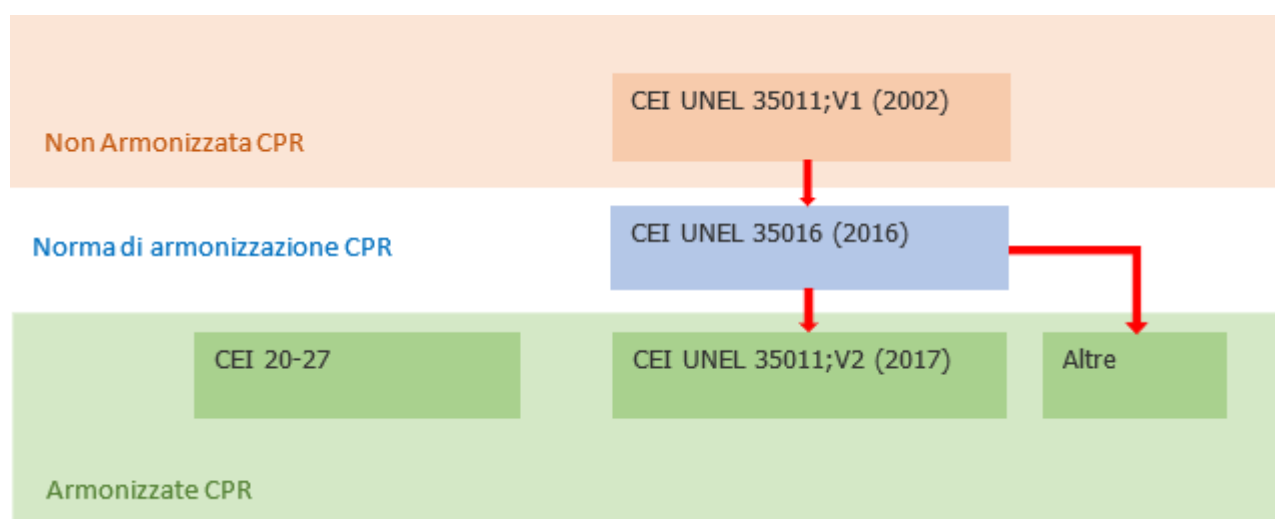 CEI UNEL 35011;V1 (2002)
Non Armonizzata CPR
Norma di armonizzazione CPR
CEI UNEL 35016 (2016)
CEI 20-27
CEI UNEL 35011;V2 (2017)
Altre
Armonizzate CPR